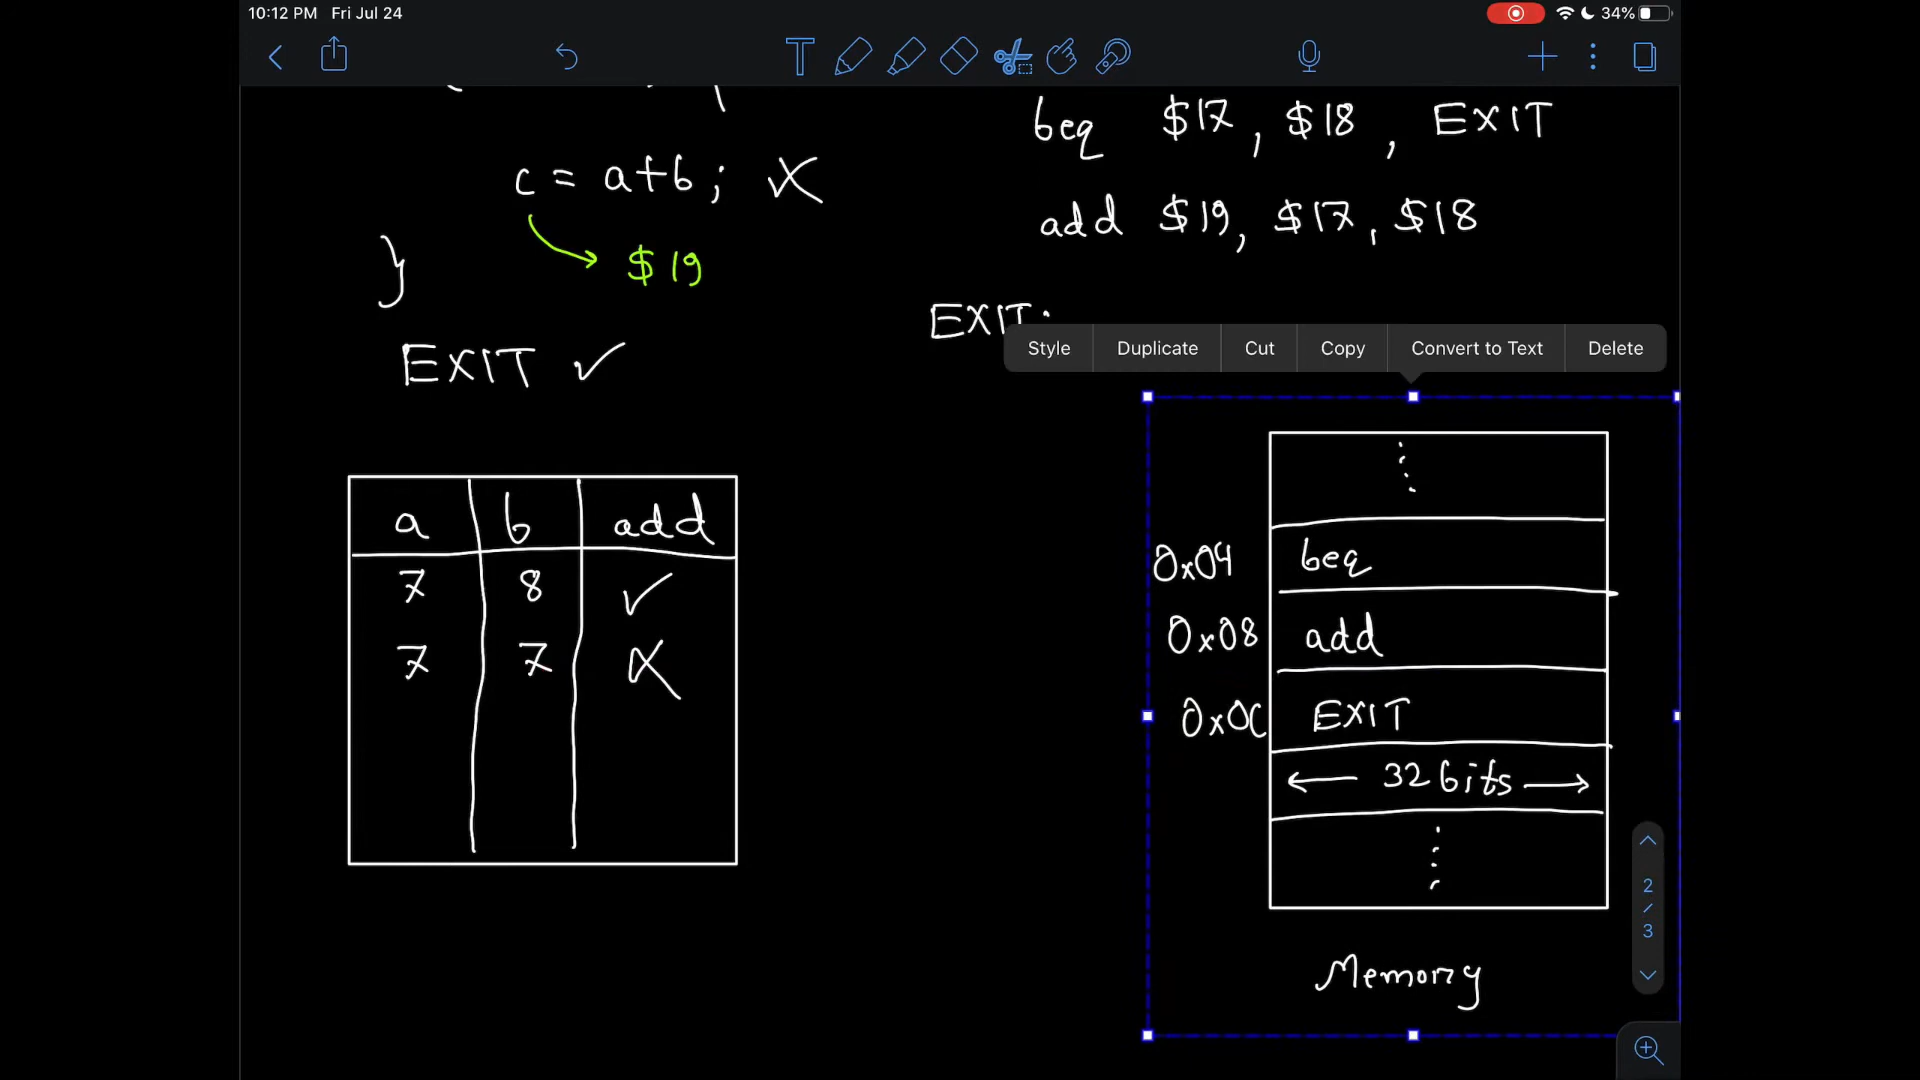 10:12 PM Fri Jul 24
34%
T
c = a+b;
$19
}
EXIT
beq $17, $18, EXIT
add $19, $17, $18
EXIT:
Style Duplicate Cut Copy Convert to Text Delete
a b add
7 8
7 7
0x04 beq
0x08 add
0x0C EXIT
32 bits
Memory
2
/
3